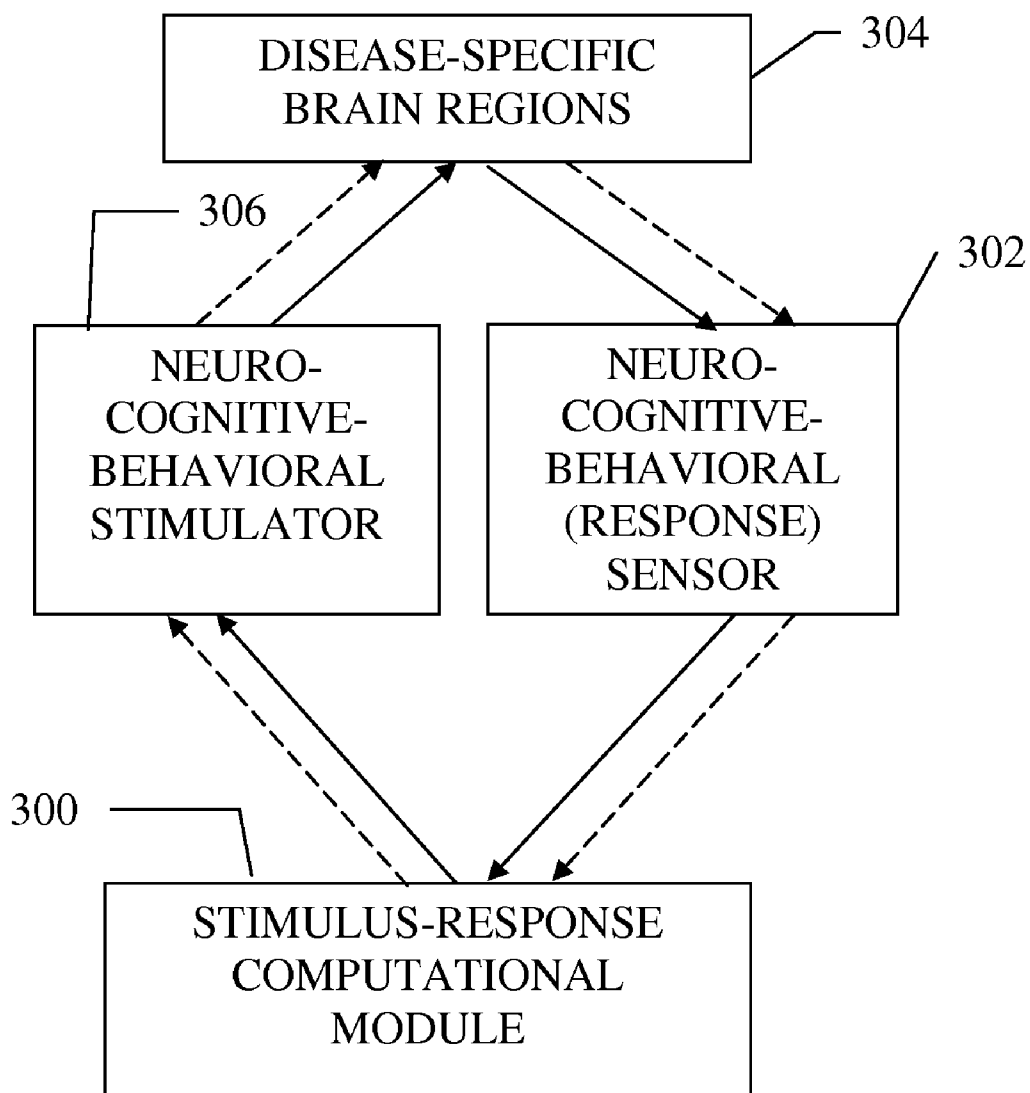 304
DISEASE-SPECIFIC
BRAIN REGIONS
306
302
NEURO-
COGNITIVE-
BEHAVIORAL
STIMULATOR
NEURO-
COGNITIVE-
BEHAVIORAL
(RESPONSE)
SENSOR
300
STIMULUS-RESPONSE
COMPUTATIONAL
MODULE